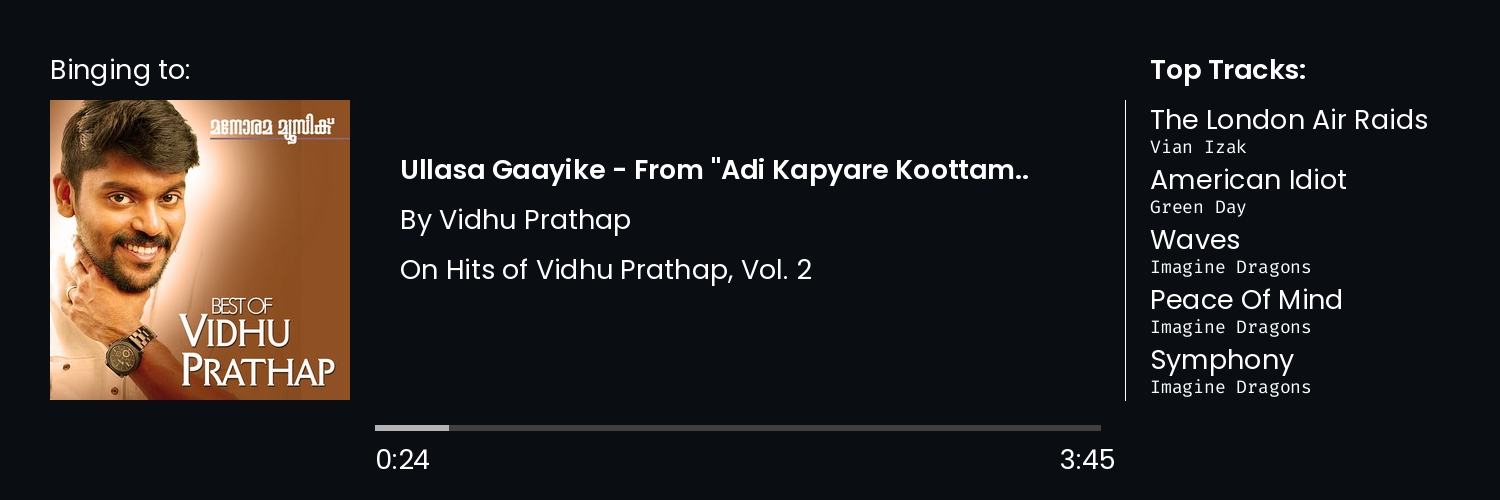 Binging to:
മനോരമ മ്യൂസിക്
BEST OF
VIDHU
PRATHAP
Ullasa Gaayike - From "Adi Kapyare Koottam..
By Vidhu Prathap
On Hits of Vidhu Prathap, Vol. 2
0:24
3:45
Top Tracks:
The London Air Raids
Vian Izak
American Idiot
Green Day
Waves
Imagine Dragons
Peace Of Mind
Imagine Dragons
Symphony
Imagine Dragons